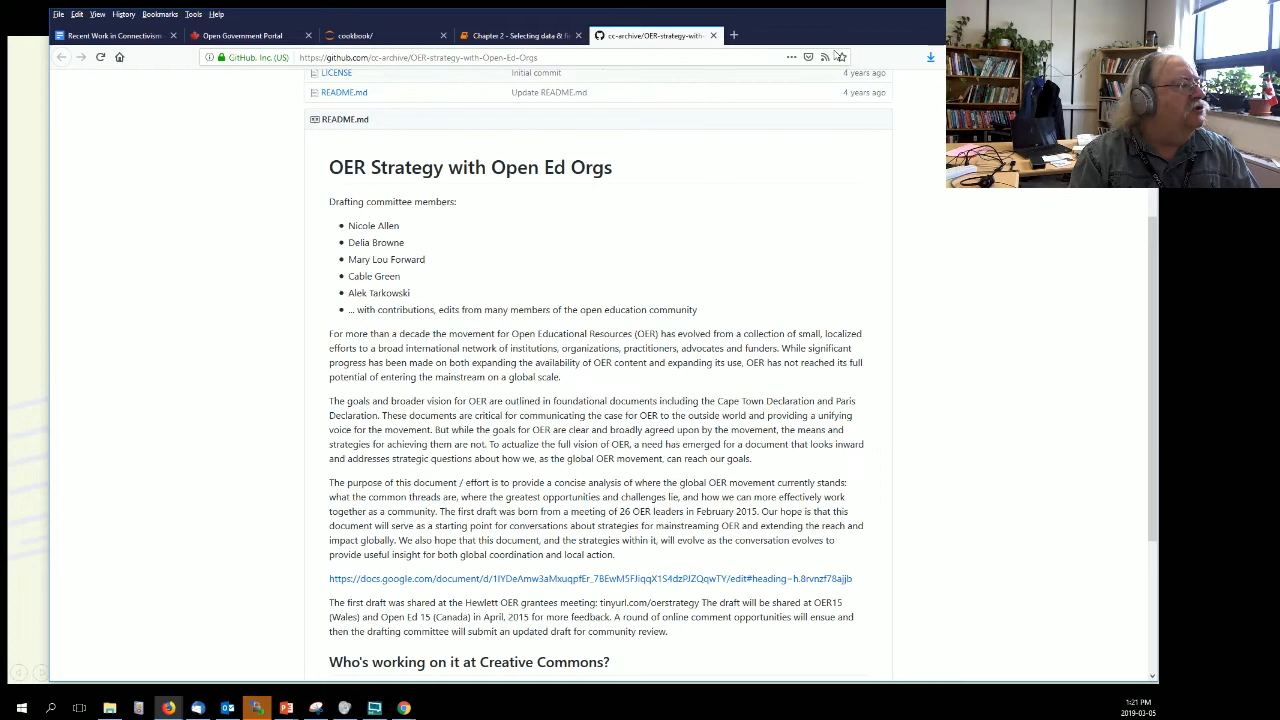 File Edit View History Bookmarks Tools Help
Recent Work in Connectivism
Open Government Portal
cookbook/
Chapter 2 - Selecting data & fi
cc-archive/OER-strategy-with-
GitHub, Inc. (US)
https://github.com/cc-archive/OER-strategy-with-Open-Ed-Orgs
LICENSE Initial commit 4 years ago
README.md Update README.md 4 years ago
README.md
OER Strategy with Open Ed Orgs
Drafting committee members:
Nicole Allen
Delia Browne
Mary Lou Forward
Cable Green
Alek Tarkowski
... with contributions, edits from many members of the open education community
For more than a decade the movement for Open Educational Resources (OER) has evolved from a collection of small, localized
efforts to a broad international network of institutions, organizations, practitioners, advocates and funders. While significant
progress has been made on both expanding the availability of OER content and expanding its use, OER has not reached its full
potential of entering the mainstream on a global scale.
The goals and broader vision for OER are outlined in foundational documents including the Cape Town Declaration and Paris
Declaration. These documents are critical for communicating the case for OER to the outside world and providing a unifying
voice for the movement. But while the goals for OER are clear and broadly agreed upon by the movement, the means and
strategies for achieving them are not. To actualize the full vision of OER, a need has emerged for a document that looks inward
and addresses strategic questions about how we, as the global OER movement, can reach our goals.
The purpose of this document / effort is to provide a concise analysis of where the global OER movement currently stands:
what the common threads are, where the greatest opportunities and challenges lie, and how we can more effectively work
together as a community. The first draft was born from a meeting of 26 OER leaders in February 2015. Our hope is that this
document will serve as a starting point for conversations about strategies for mainstreaming OER and extending the reach and
impact globally. We also hope that this document, and the strategies within it, will evolve as the conversation evolves to
provide useful insight for both global coordination and local action.
https://docs.google.com/document/d/1IYDeAmw3aMxuqpfEr_7BEwM5FJiqqX1S4dzPJZQqwTY/edit#heading=h.8rvnzf78ajjb
The first draft was shared at the Hewlett OER grantees meeting: tinyurl.com/oerstrategy The draft will be shared at OER15
(Wales) and Open Ed 15 (Canada) in April, 2015 for more feedback. A round of online comment opportunities will ensue and
then the drafting committee will submit an updated draft for community review.
Who's working on it at Creative Commons?
1:21 PM
2019-03-05